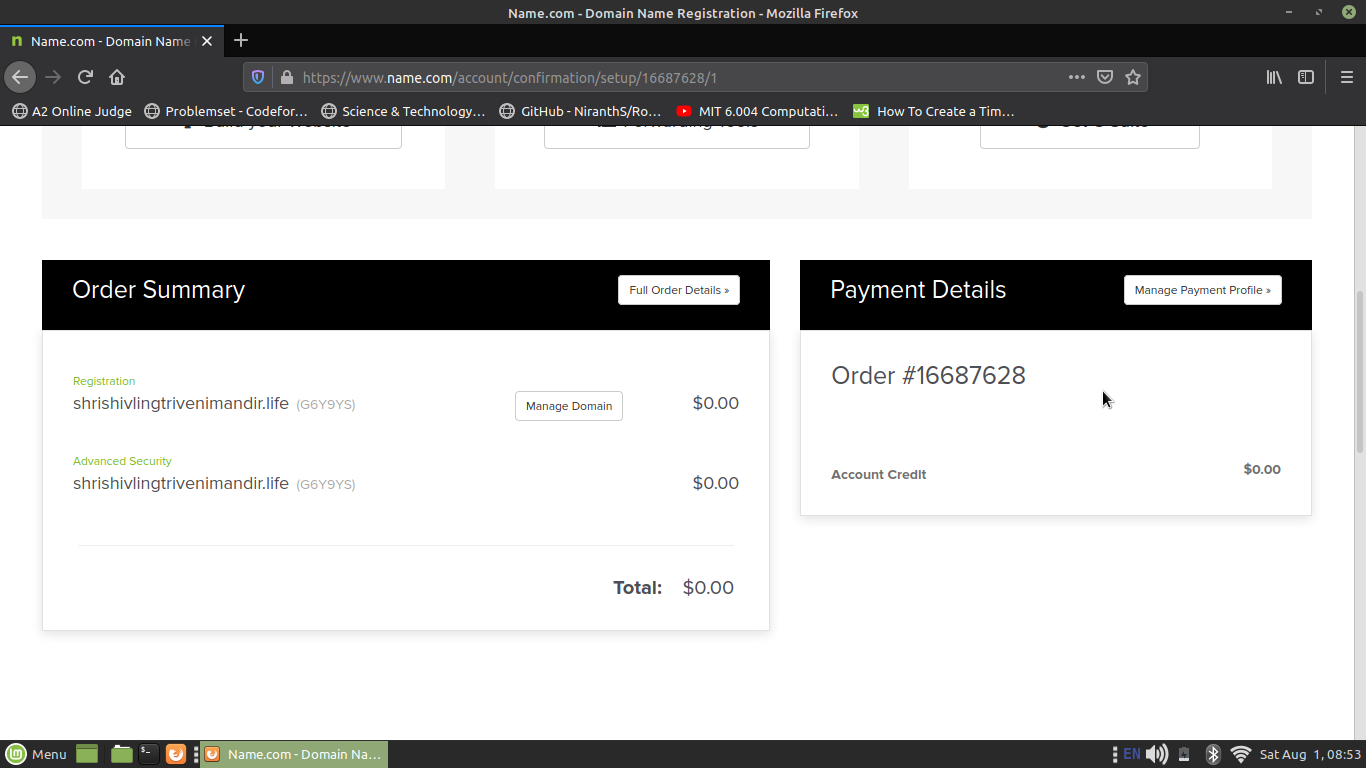 Name.com - Domain Name Registration - Mozilla Firefox
Name.com - Domain Name
https://www.name.com/account/confirmation/setup/16687628/1
A2 Online Judge Problemset - Codefor… Science & Technology… GitHub - NiranthS/Ro… MIT 6.004 Computati… How To Create a Tim…
Order Summary
Full Order Details »
Registration
shrishivlingtrivenimandir.life (G6Y9YS) Manage Domain $0.00
Advanced Security
shrishivlingtrivenimandir.life (G6Y9YS) $0.00
Total: $0.00
Payment Details
Manage Payment Profile »
Order #16687628
Account Credit $0.00
Menu Name.com - Domain Na… EN Sat Aug 1, 08:53